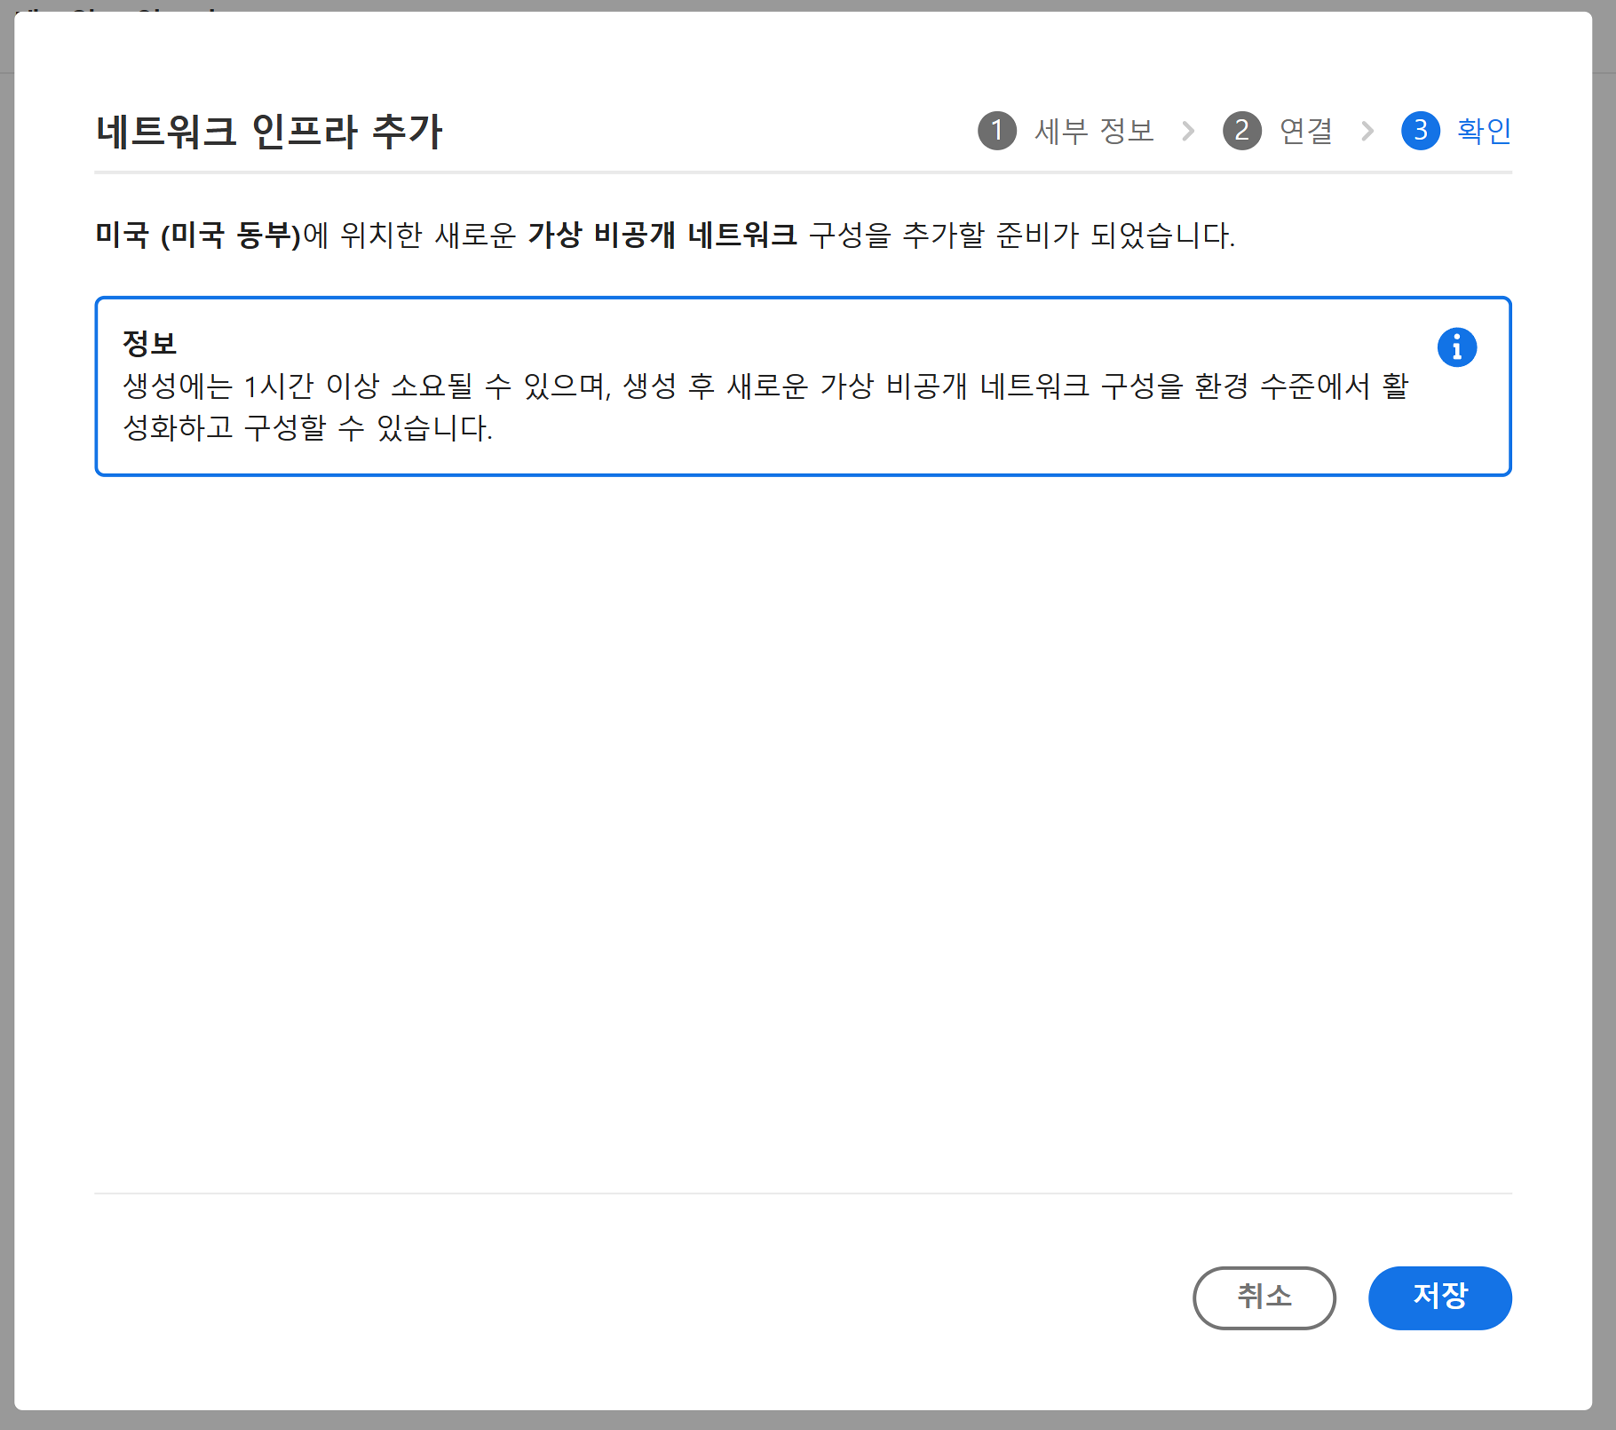 네트워크 인프라 추가
1 세부 정보 > 2 연결 > 3 확인
미국 (미국 동부)에 위치한 새로운 가상 비공개 네트워크 구성을 추가할 준비가 되었습니다.
정보
생성에는 1시간 이상 소요될 수 있으며, 생성 후 새로운 가상 비공개 네트워크 구성을 환경 수준에서 활
성화하고 구성할 수 있습니다.
취소
저장